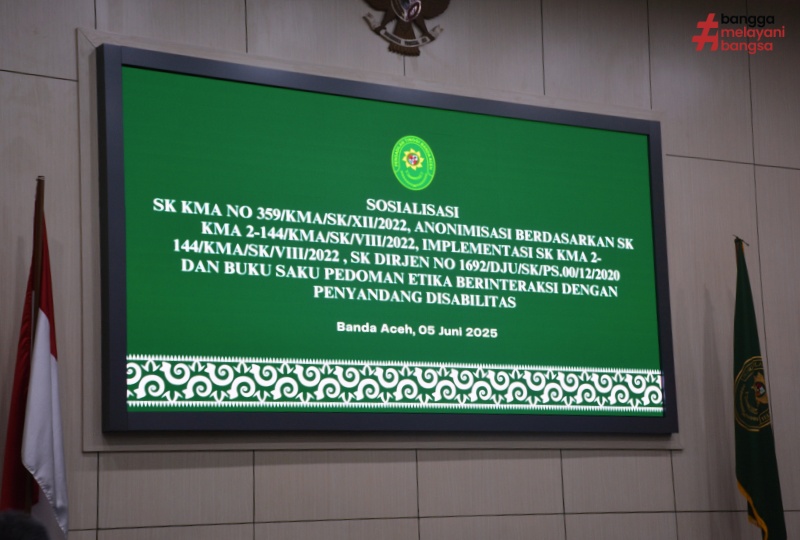 #bangga
melayani
bangsa
SOSIALISASI
SK KMA NO 359/KMA/SK/XII/2022, ANONIMISASI BERDASARKAN SK
KMA 2-144/KMA/SK/VIII/2022, IMPLEMENTASI SK KMA 2-
144/KMA/SK/VIII/2022 , SK DIRJEN NO 1692/DJU/SK/PS.00/12/2020
DAN BUKU SAKU PEDOMAN ETIKA BERINTERAKSI DENGAN
PENYANDANG DISABILITAS
Banda Aceh, 05 Juni 2025